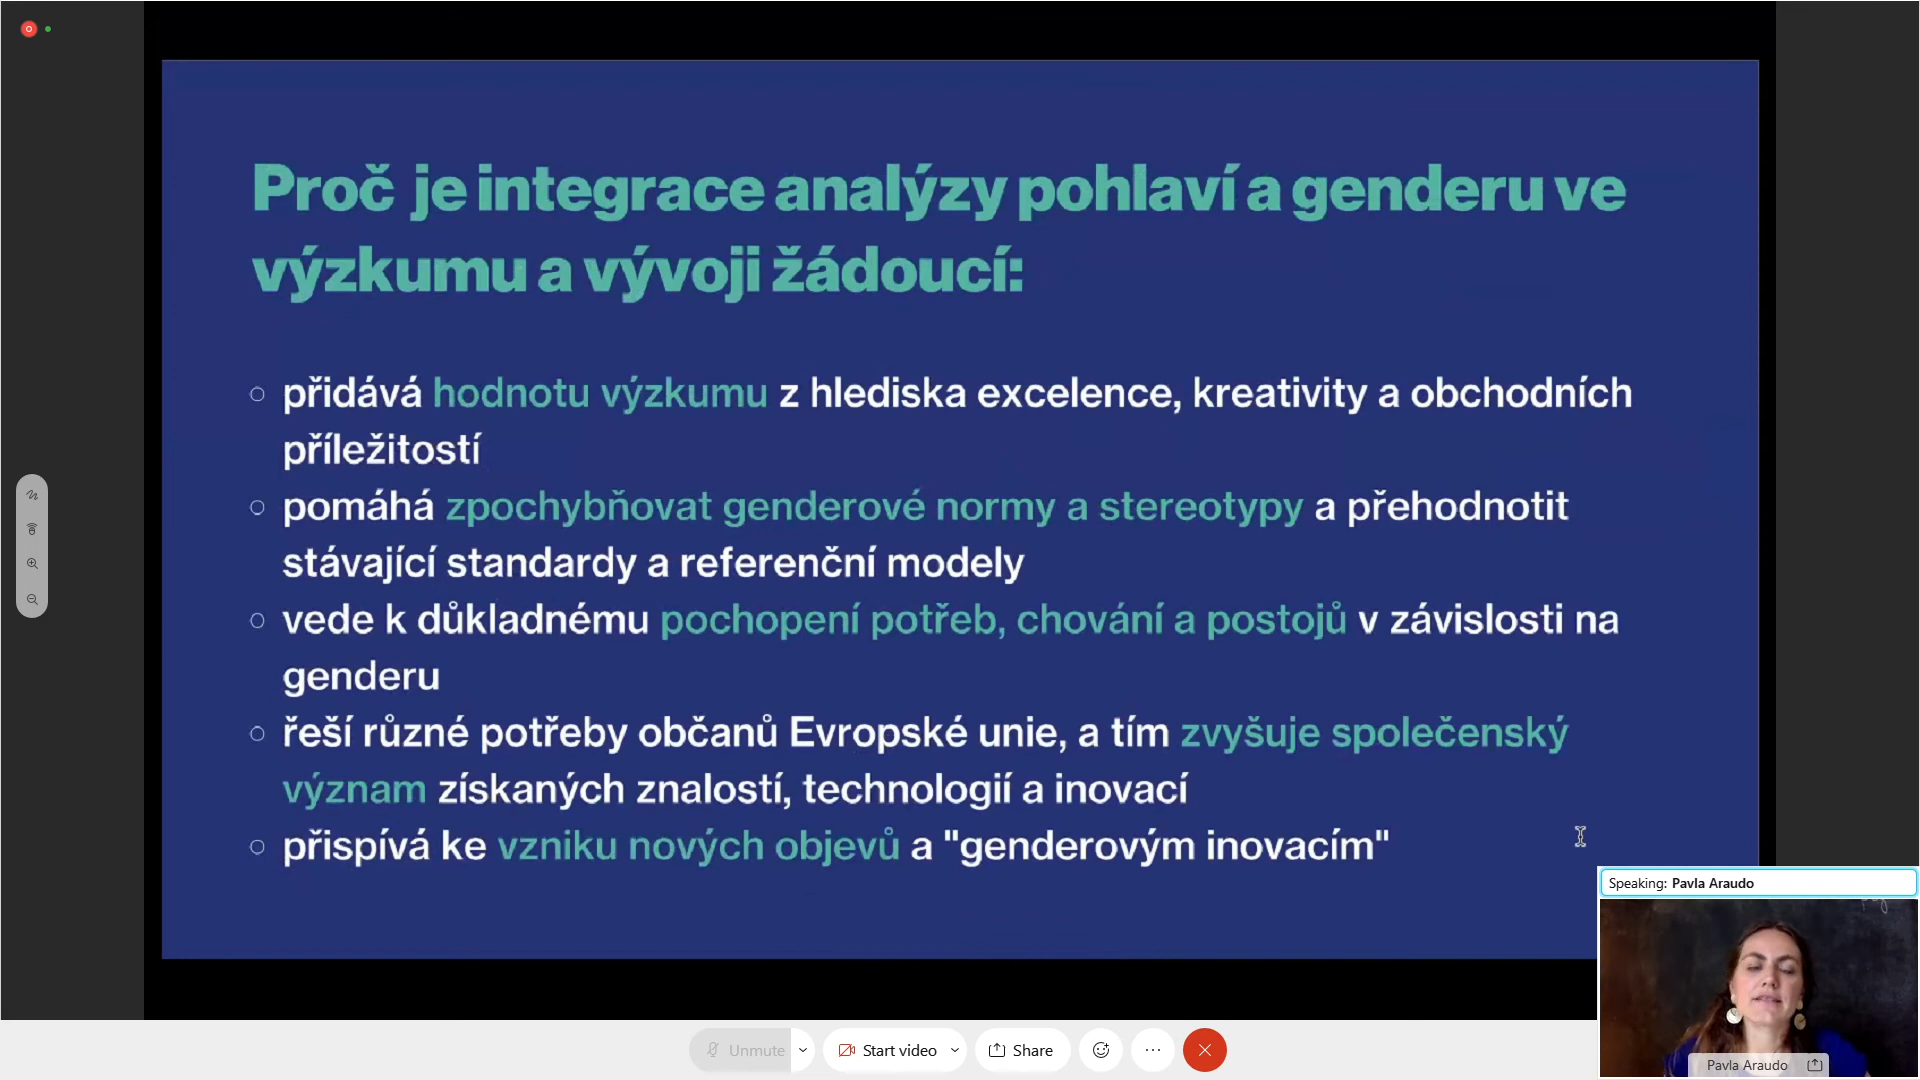 Proč je integrace analýzy pohlaví a genderu ve
výzkumu a vývoji žádoucí:
přidává hodnotu výzkumu z hlediska excelence, kreativity a obchodních
příležitostí
pomáhá zpochybňovat genderové normy a stereotypy a přehodnotit
stávající standardy a referenční modely
vede k důkladnému pochopení potřeb, chování a postojů v závislosti na
genderu
řeší různé potřeby občanů Evropské unie, a tím zvyšuje společenský
význam získaných znalostí, technologií a inovací
přispívá ke vzniku nových objevů a "genderovým inovacím"
Speaking: Pavla Araudo
Pavla Araudo
Unmute
Start video
Share